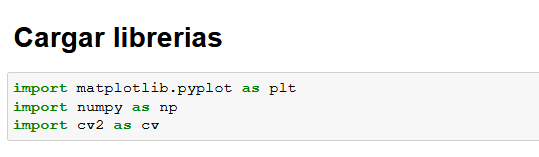 Cargar librerias
import matplotlib.pyplot as plt
import numpy as np
import cv2 as cv